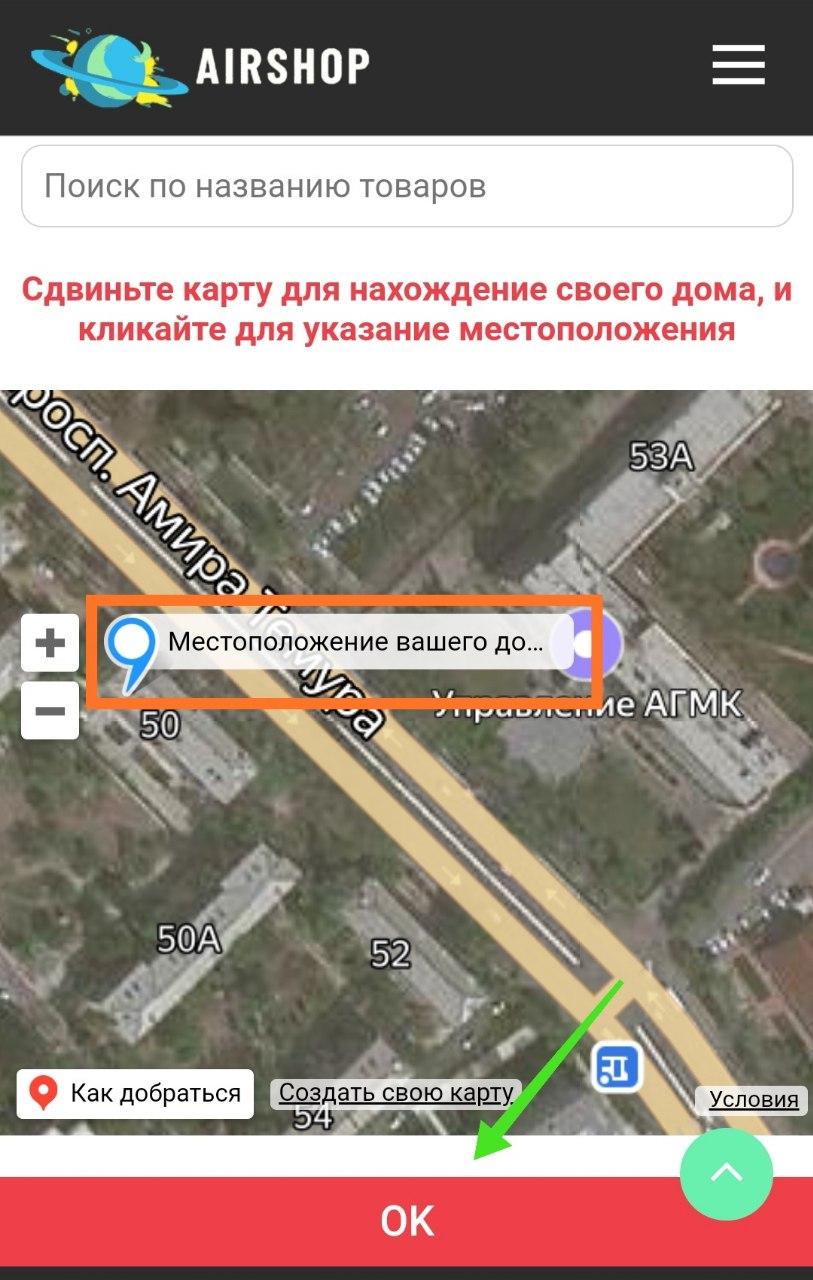 AIRSHOP
Поиск по названию товаров
Сдвиньте карту для нахождение своего дома, и
кликайте для указание местоположения
просп. Амира Темура
53А
Местоположение вашего до...
Управление АГМК
50
50А
52
Как добраться
Создать свою карту
Условия
54
OK